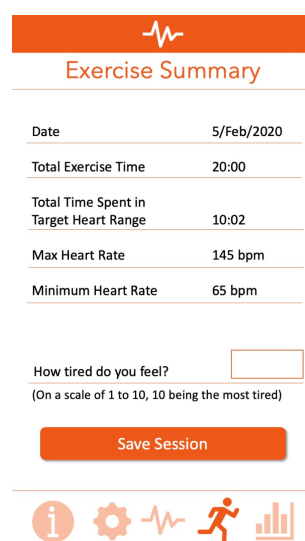 Exercise Summary
Date 5/Feb/2020
Total Exercise Time 20:00
Total Time Spent in
Target Heart Range 10:02
Max Heart Rate 145 bpm
Minimum Heart Rate 65 bpm
How tired do you feel?
(On a scale of 1 to 10, 10 being the most tired)
Save Session
i